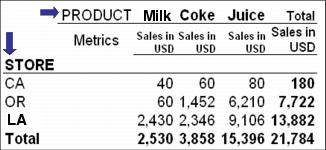 PRODUCT Milk Coke Juice Total
Metrics Sales in USD Sales in USD Sales in USD Sales in USD
STORE
CA 40 60 80 180
OR 60 1,452 6,210 7,722
LA 2,430 2,346 9,106 13,882
Total 2,530 3,858 15,396 21,784